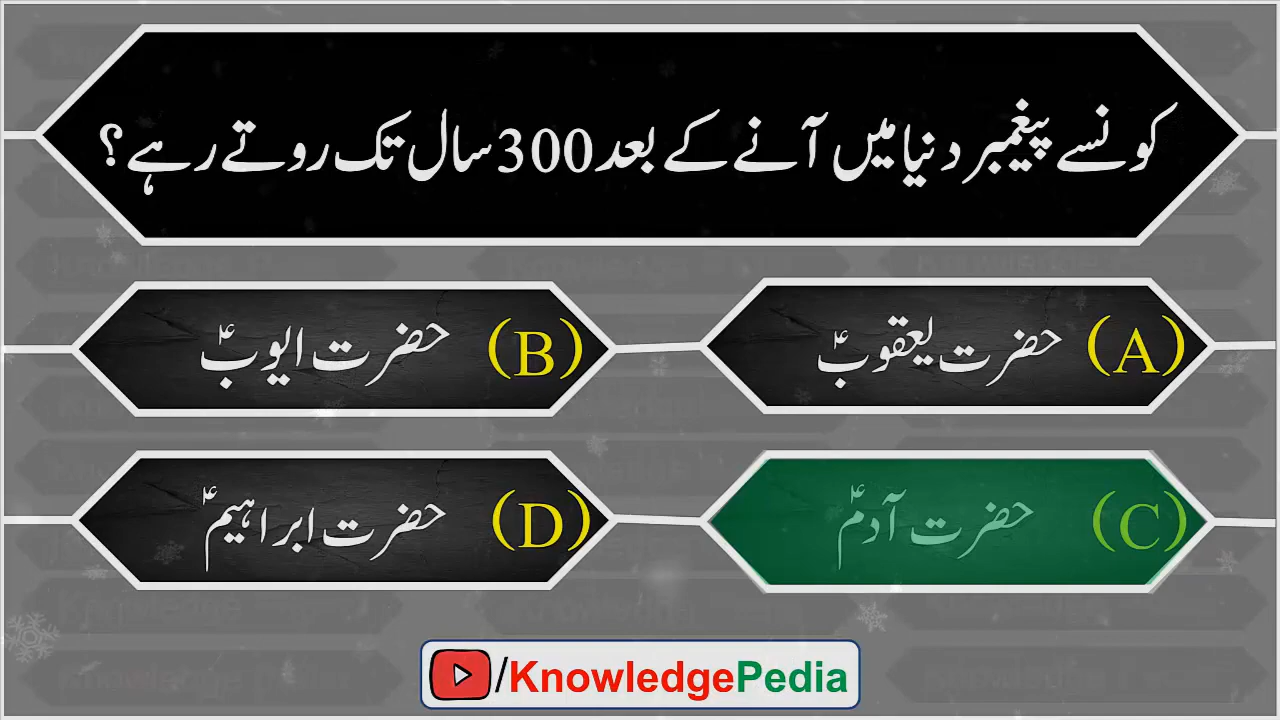 کونسے پیغمبر دنیا میں آنے کے بعد 300 سال تک روتے رہے؟
(A) حضرت یعقوبؑ
(B) حضرت ایوبؑ
(C) حضرت آدمؑ
(D) حضرت ابراہیمؑ
/KnowledgePedia